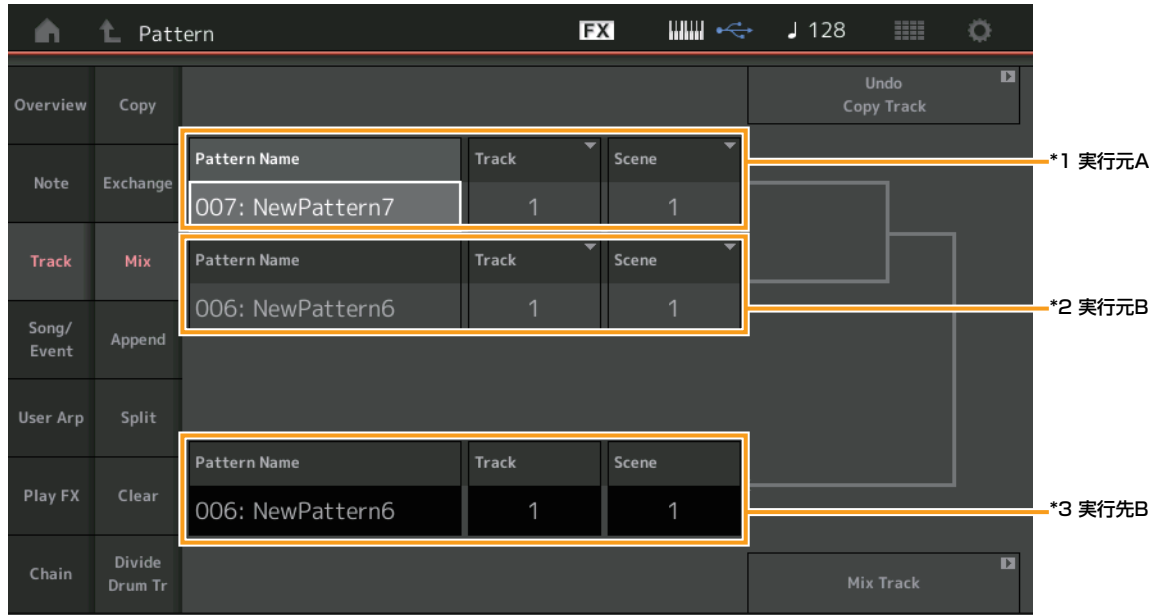 Pattern
FX
♩ 128
Overview
Copy
Undo
Copy Track
Note
Exchange
Pattern Name
Track
Scene
*1 実行元A
007: NewPattern7
1
1
Track
Mix
Pattern Name
Track
Scene
006: NewPattern6
1
1
*2 実行元B
Song/
Event
Append
User Arp
Split
Pattern Name
Track
Scene
Play FX
Clear
006: NewPattern6
1
1
*3 実行先B
Chain
Divide
Drum Tr
Mix Track